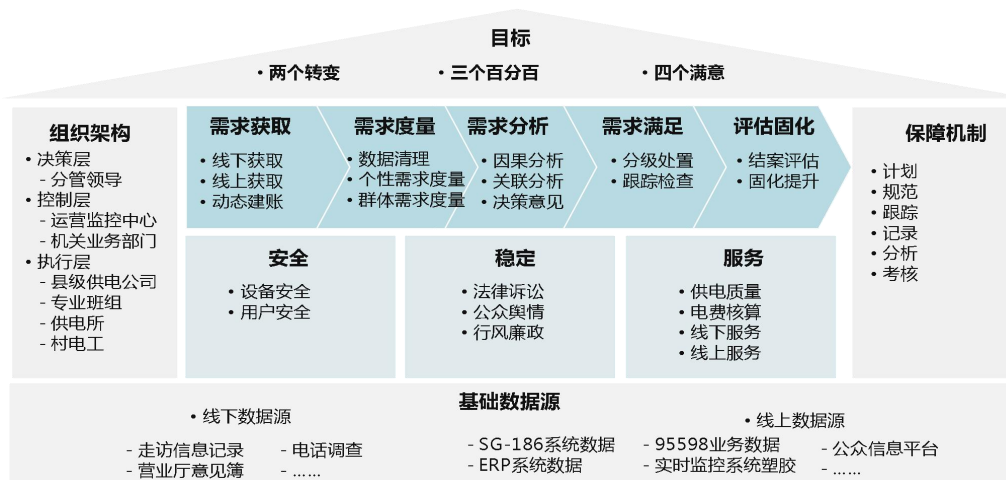 目标
• 两个转变 • 三个百分百 • 四个满意
组织架构
• 决策层
- 分管领导
• 控制层
- 运营监控中心
- 机关业务部门
• 执行层
- 县级供电公司
- 专业班组
- 供电所
- 村电工
需求获取
• 线下获取
• 线上获取
• 动态建账
需求度量
• 数据清理
• 个性需求度量
• 群体需求度量
需求分析
• 因果分析
• 关联分析
• 决策意见
需求满足
• 分级处置
• 跟踪检查
评估固化
• 结案评估
• 固化提升
安全
• 设备安全
• 用户安全
稳定
• 法律诉讼
• 公众舆情
• 行风廉政
服务
• 供电质量
• 电费核算
• 线下服务
• 线上服务
保障机制
• 计划
• 规范
• 跟踪
• 记录
• 分析
• 考核
基础数据源
• 线下数据源
- 走访信息记录 - 电话调查
- 营业厅意见簿 - ......
• 线上数据源
- SG-186系统数据 - 95598业务数据 - 公众信息平台
- ERP系统数据 - 实时监控系统塑胶 - ......